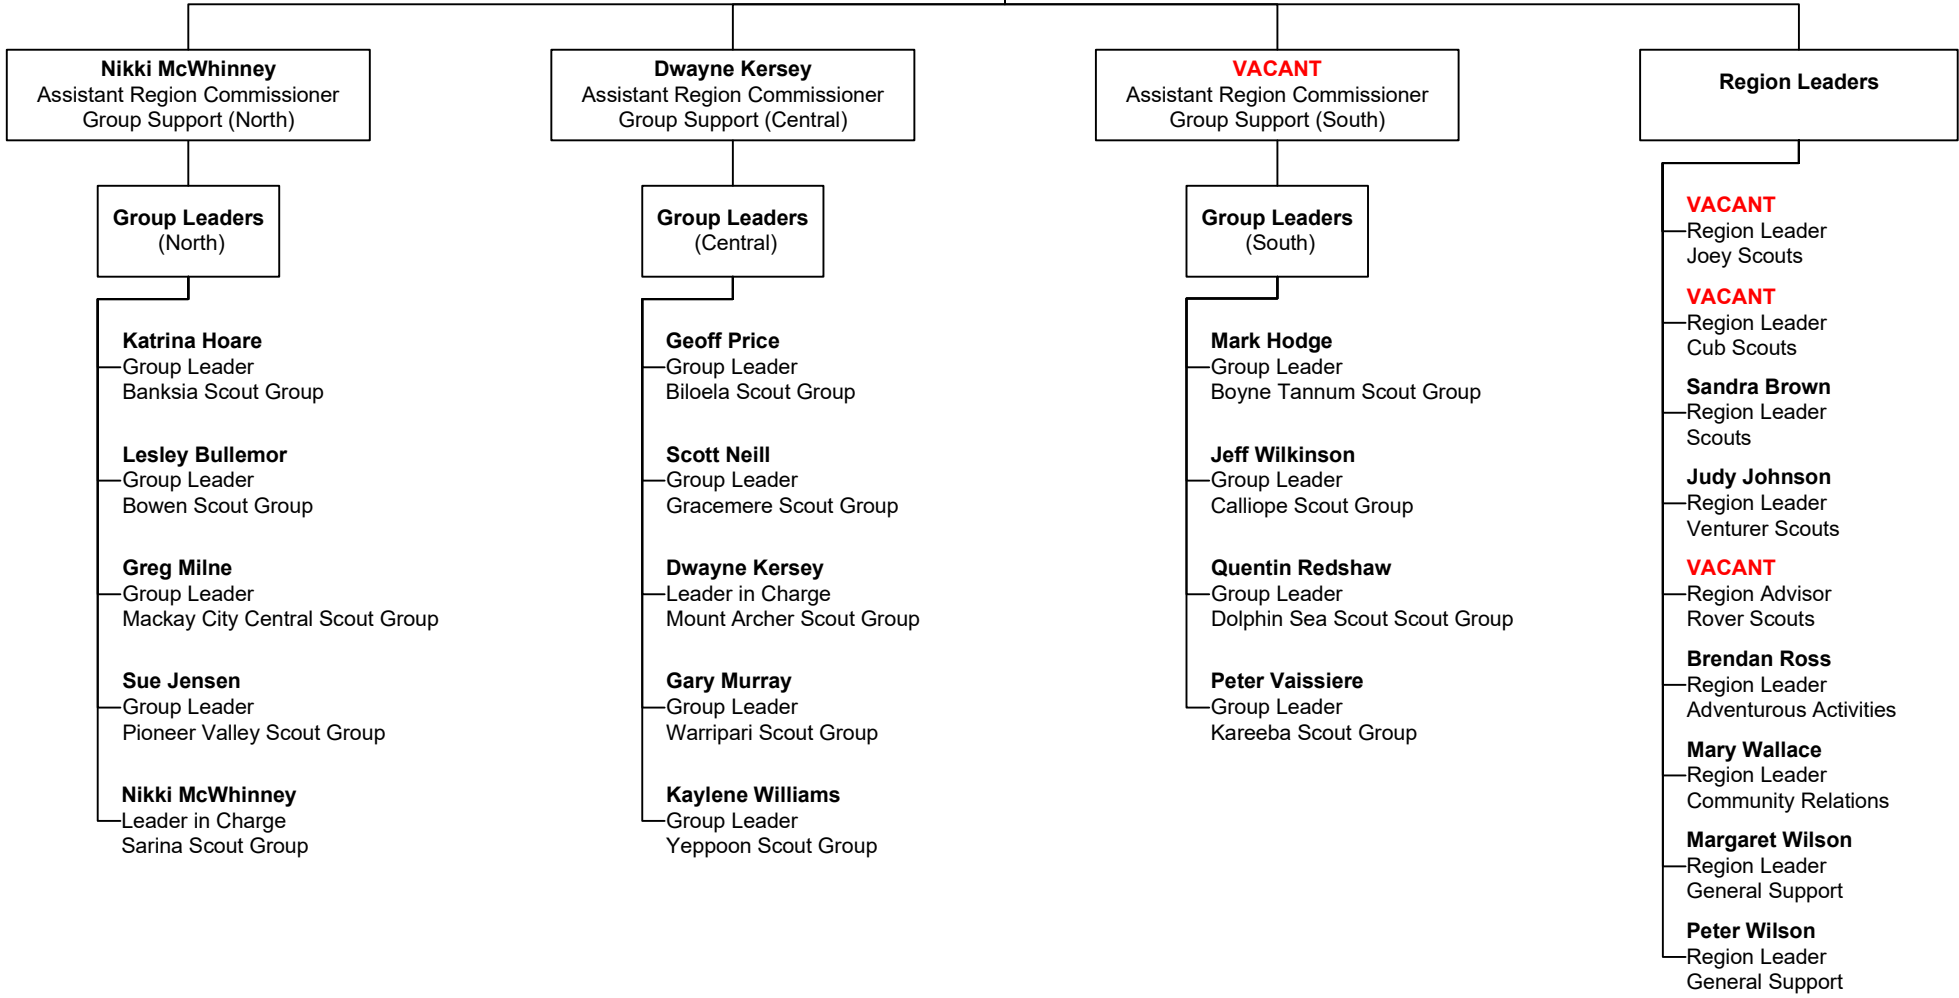 Nikki McWhinney
Assistant Region Commissioner
Group Support (North)
Dwayne Kersey
Assistant Region Commissioner
Group Support (Central)
VACANT
Assistant Region Commissioner
Group Support (South)
Region Leaders
Group Leaders
(North)
Katrina Hoare
Group Leader
Banksia Scout Group
Lesley Bullemor
Group Leader
Bowen Scout Group
Greg Milne
Group Leader
Mackay City Central Scout Group
Sue Jensen
Group Leader
Pioneer Valley Scout Group
Nikki McWhinney
Leader in Charge
Sarina Scout Group
Group Leaders
(Central)
Geoff Price
Group Leader
Biloela Scout Group
Scott Neill
Group Leader
Gracemere Scout Group
Dwayne Kersey
Leader in Charge
Mount Archer Scout Group
Gary Murray
Group Leader
Warripari Scout Group
Kaylene Williams
Group Leader
Yeppoon Scout Group
Group Leaders
(South)
Mark Hodge
Group Leader
Boyne Tannum Scout Group
Jeff Wilkinson
Group Leader
Calliope Scout Group
Quentin Redshaw
Group Leader
Dolphin Sea Scout Scout Group
Peter Vaissiere
Group Leader
Kareeba Scout Group
VACANT
Region Leader
Joey Scouts
VACANT
Region Leader
Cub Scouts
Sandra Brown
Region Leader
Scouts
Judy Johnson
Region Leader
Venturer Scouts
VACANT
Region Advisor
Rover Scouts
Brendan Ross
Region Leader
Adventurous Activities
Mary Wallace
Region Leader
Community Relations
Margaret Wilson
Region Leader
General Support
Peter Wilson
Region Leader
General Support